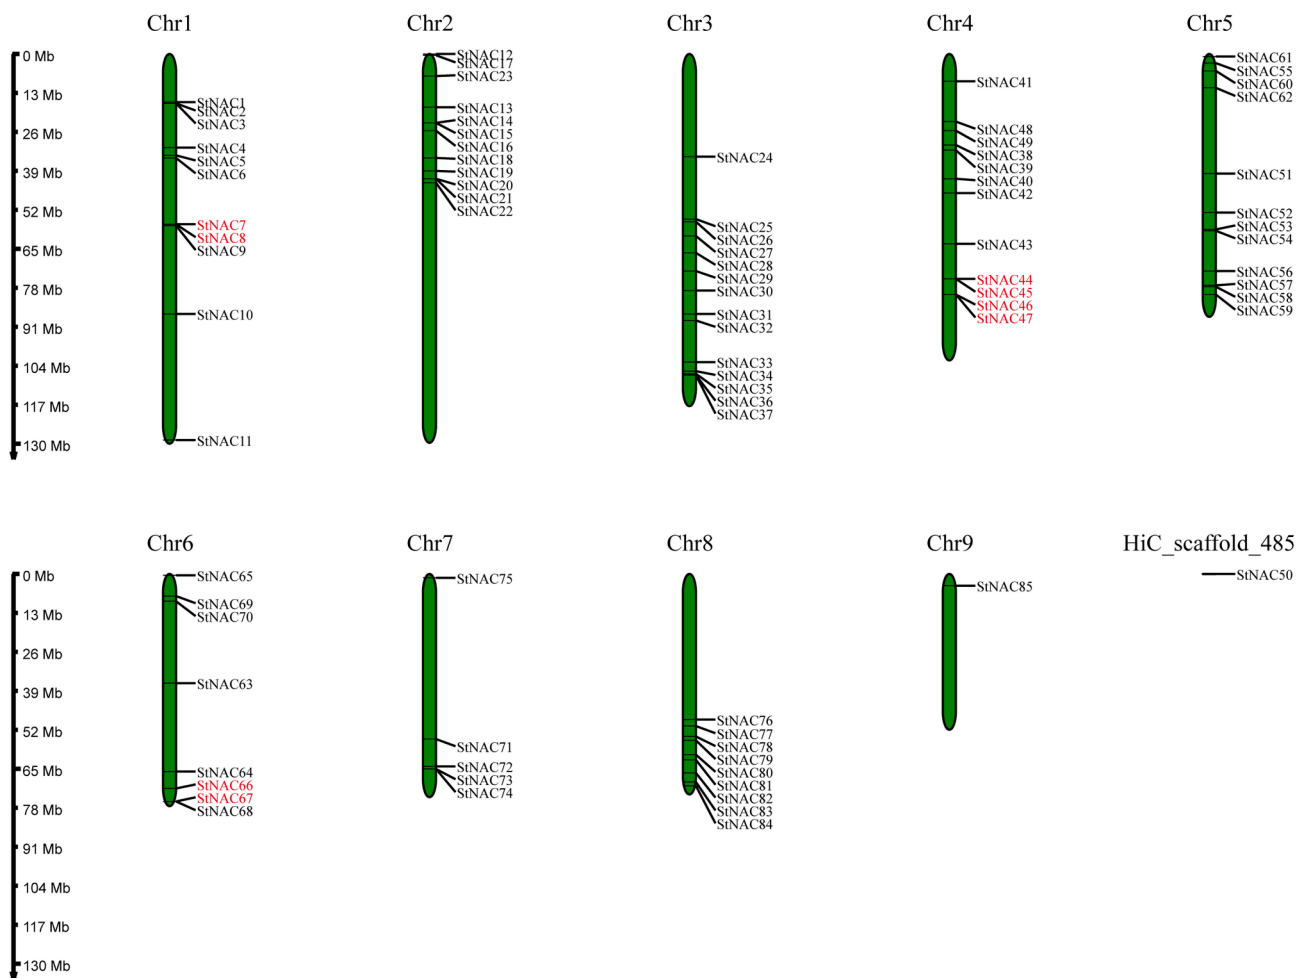 Chr1
Chr2
Chr3
Chr4
Chr5
0 Mb
13 Mb
26 Mb
39 Mb
52 Mb
65 Mb
78 Mb
91 Mb
104 Mb
117 Mb
130 Mb
StNAC1
StNAC2
StNAC3
StNAC4
StNAC5
StNAC6
StNAC7
StNAC8
StNAC9
StNAC10
StNAC11
StNAC12
StNAC17
StNAC23
StNAC13
StNAC14
StNAC15
StNAC16
StNAC18
StNAC19
StNAC20
StNAC21
StNAC22
StNAC24
StNAC25
StNAC26
StNAC27
StNAC28
StNAC29
StNAC30
StNAC31
StNAC32
StNAC33
StNAC34
StNAC35
StNAC36
StNAC37
StNAC41
StNAC48
StNAC49
StNAC38
StNAC39
StNAC40
StNAC42
StNAC43
StNAC44
StNAC45
StNAC46
StNAC47
StNAC61
StNAC55
StNAC60
StNAC62
StNAC51
StNAC52
StNAC53
StNAC54
StNAC56
StNAC57
StNAC58
StNAC59
Chr6
Chr7
Chr8
Chr9
HiC_scaffold_485
0 Mb
13 Mb
26 Mb
39 Mb
52 Mb
65 Mb
78 Mb
91 Mb
104 Mb
117 Mb
130 Mb
StNAC65
StNAC69
StNAC70
StNAC63
StNAC64
StNAC66
StNAC67
StNAC68
StNAC75
StNAC71
StNAC72
StNAC73
StNAC74
StNAC76
StNAC77
StNAC78
StNAC79
StNAC80
StNAC81
StNAC82
StNAC83
StNAC84
StNAC85
StNAC50